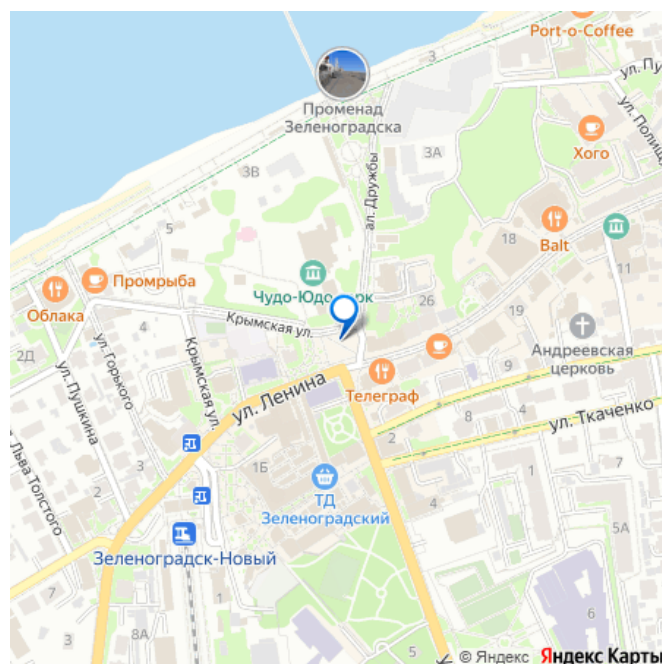 Port-o-Coffee
3
ул. Пу
Променад
Зеленоградска
ул. Полиц
3А
Хого
3В
ал. Дружбы
5
18
Balt
11
Промрыба
Облака
Чудо-Юдо парк
26
19
Крымская ул.
Андреевская
церковь
9
2Д
ул. Горького
Крымская ул.
ул. Пушкина
ул. Ленина
Телеграф
4
8
4
2
ул. Ткаченко
3
1Б
1
7
Льва Толстого
2
ТД
Зеленоградский
4
5А
Зеленоградск-Новый
6
3
8А
5
© Яндекс Яндекс Карты